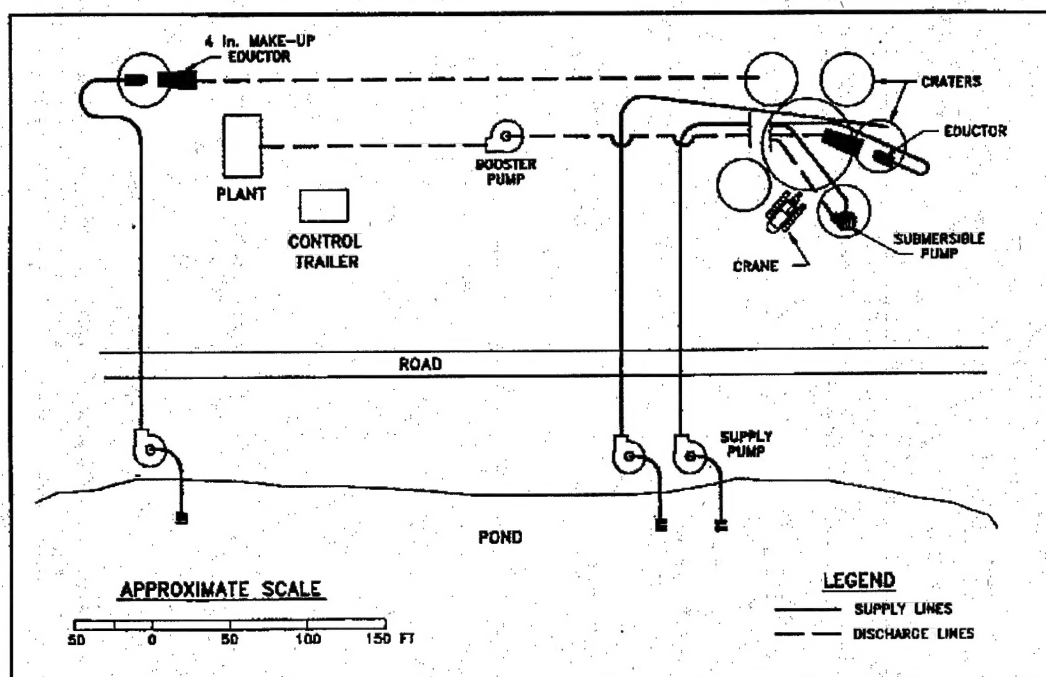 4 in. MAKE-UP
EDUCTOR
CRATERS
EDUCTOR
PLANT
BOOSTER
PUMP
CONTROL
TRAILER
SUBMERSIBLE
PUMP
CRANE
ROAD
SUPPLY
PUMP
POND
APPROXIMATE SCALE
50 0 50 100 150 FT
LEGEND
SUPPLY LINES
DISCHARGE LINES